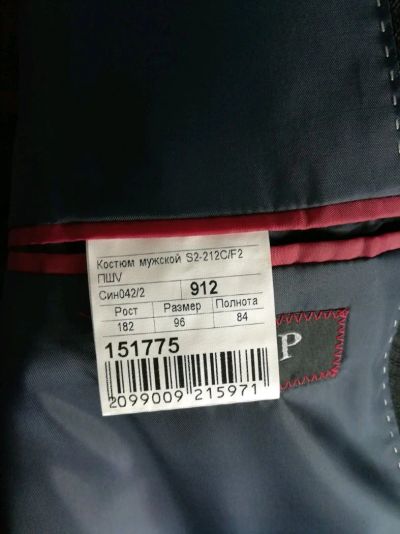 Костюм мужской S2-212C/F2
ПШV
Син042/2 912
Рост Размер Полнота
182 96 84
151775
2099009 215971
P